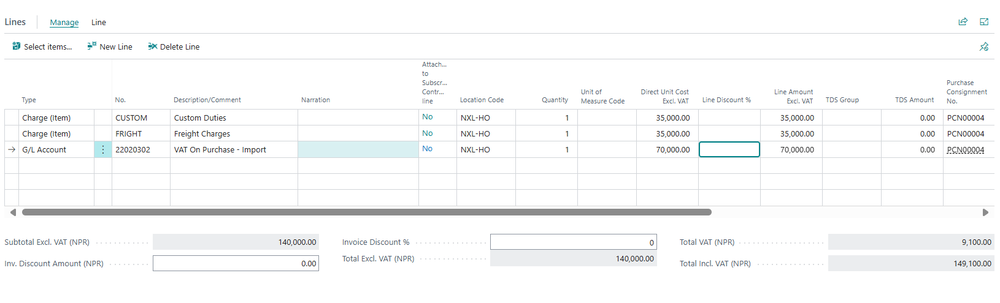 Lines Manage Line
Select items... New Line Delete Line
Type No. Description/Comment Narration Attach... to Subscr... Contr... line Location Code Quantity Unit of Measure Code Direct Unit Cost Excl. VAT Line Discount % Line Amount Excl. VAT TDS Group TDS Amount Purchase Consignment No.
Charge (Item) CUSTOM Custom Duties No NXL-HO 1 35,000.00 35,000.00 0.00 PCN00004
Charge (Item) FRIGHT Freight Charges No NXL-HO 1 35,000.00 35,000.00 0.00 PCN00004
G/L Account 22020302 VAT On Purchase - Import No NXL-HO 1 70,000.00 70,000.00 0.00 PCN00004
Subtotal Excl. VAT (NPR) 140,000.00 Invoice Discount % 0 Total VAT (NPR) 9,100.00
Inv. Discount Amount (NPR) 0.00 Total Excl. VAT (NPR) 140,000.00 Total Incl. VAT (NPR) 149,100.00